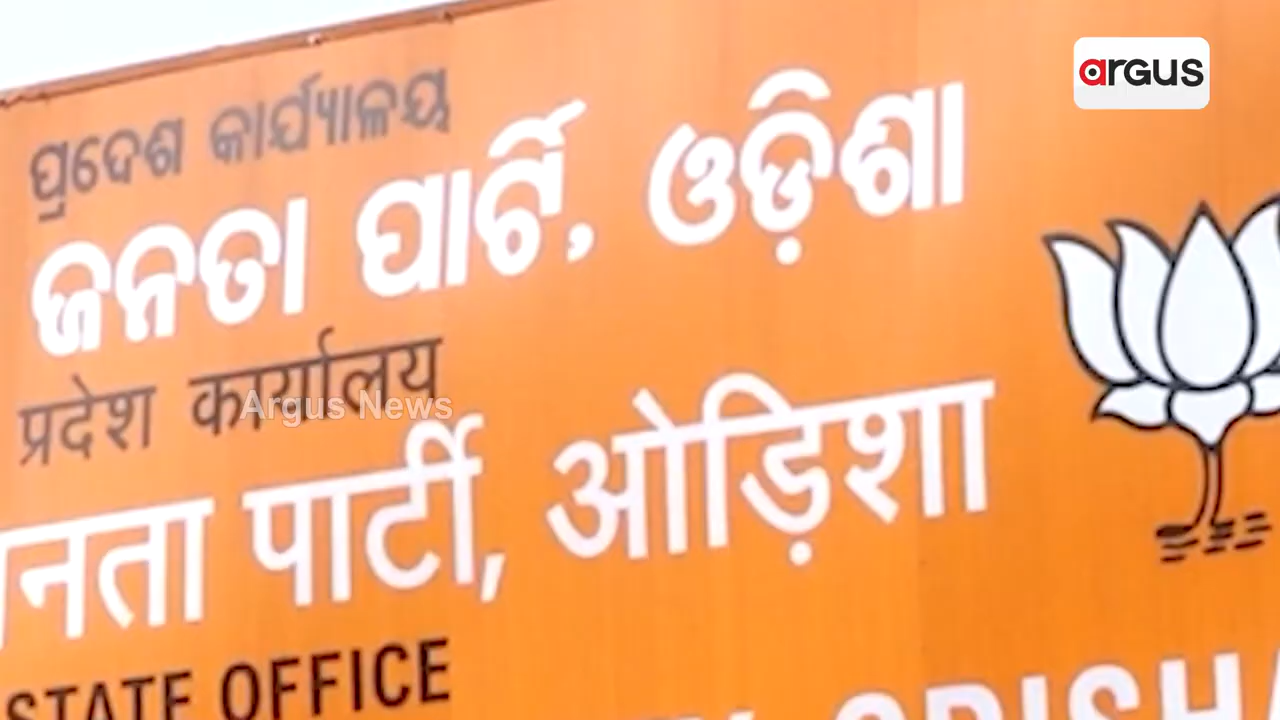 argus
ପ୍ରଦେଶ କାର୍ଯ୍ୟାଳୟ
ଜନତା ପାର୍ଟି, ଓଡ଼ିଶା
प्रदेश कार्यालय
Argus News
नता पार्टी, ओड़िशा
STATE OFFICE